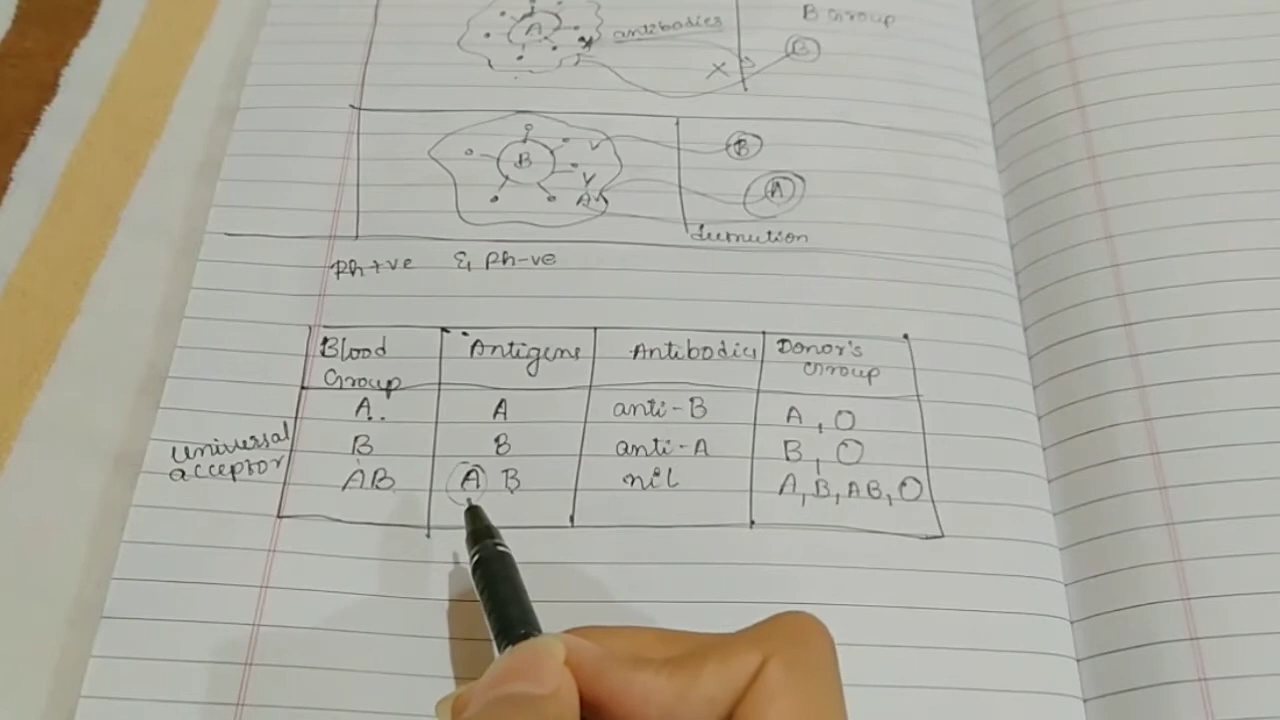 A antibodies
B Group
B
X
B
B
A
Rh +ve & Rh -ve
Blood Group | Antigens | Antibodies | Donor's Group
A. | A | anti-B | A, O
B | B | anti-A | B, O
universal acceptor
AB | A B | nil | A, B, AB, O